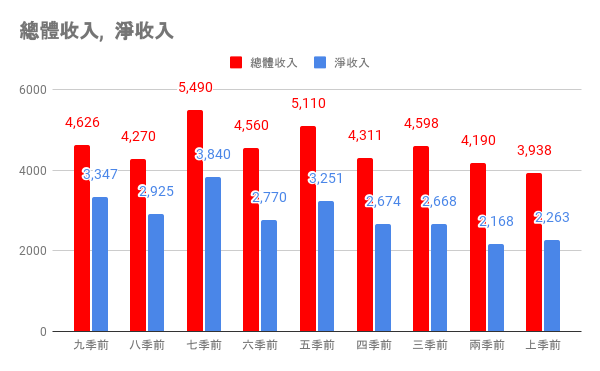 總體收入, 淨收入
總體收入 淨收入
6000
4000
2000
0
4,626 4,270 5,490 4,560 5,110 4,311 4,598 4,190 3,938
3,347 2,925 3,840 2,770 3,251 2,674 2,668 2,168 2,263
九季前 八季前 七季前 六季前 五季前 四季前 三季前 兩季前 上季前